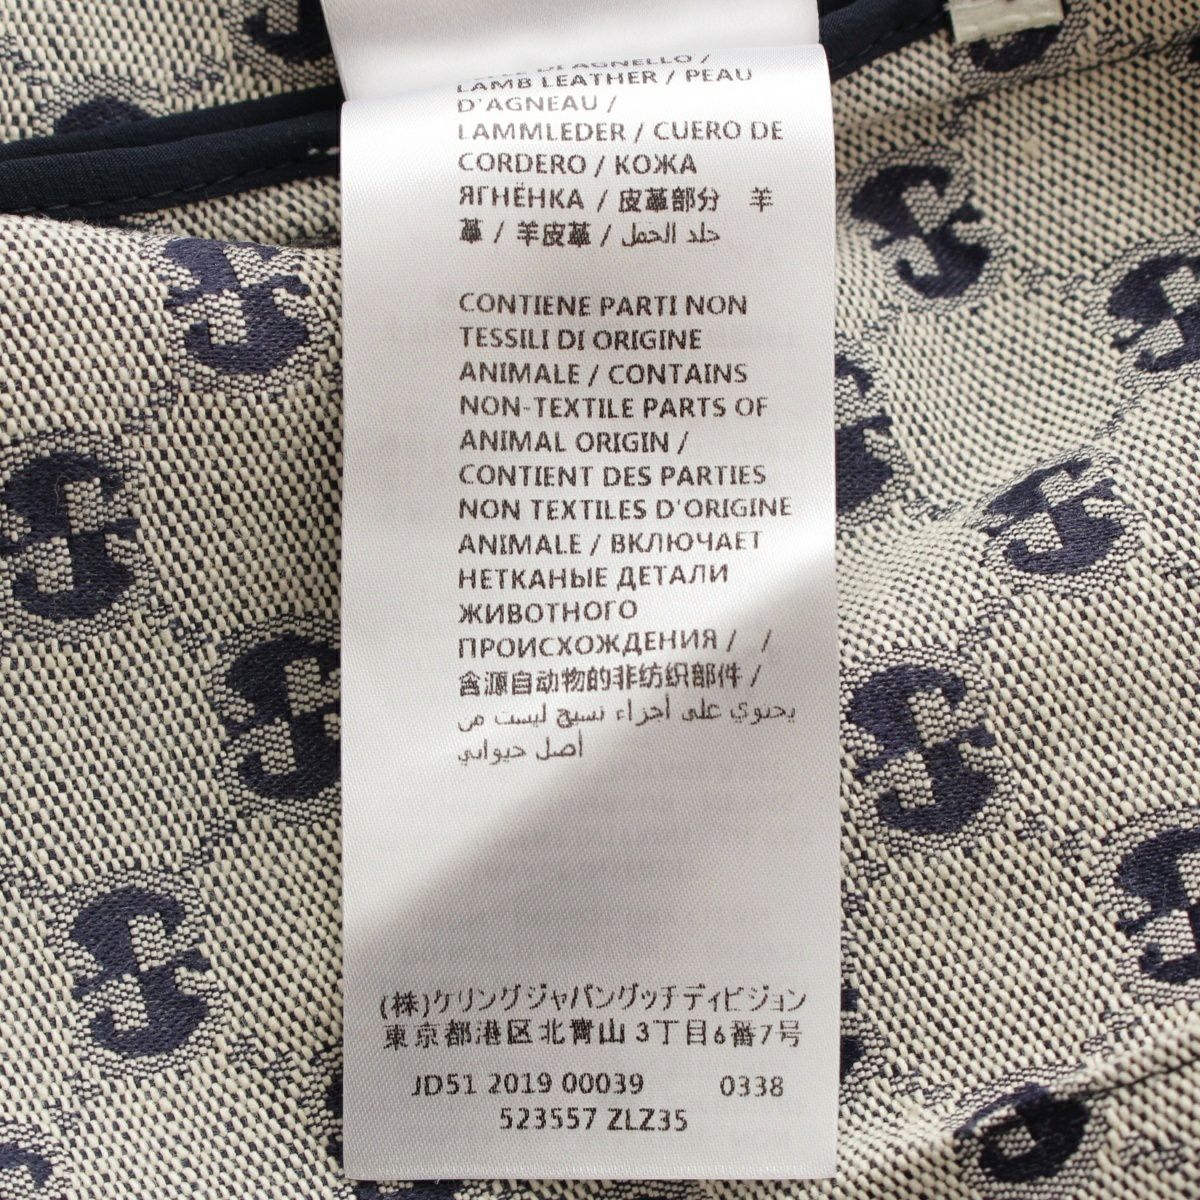 LAMB LEATHER / PEAU
D'AGNEAU /
LAMMLEDER / CUERO DE
CORDERO / КОЖА
ЯГНЁНКА / 皮革部分 羊
革 / 羊皮革 / جلد الحمل
CONTIENE PARTI NON
TESSILI DI ORIGINE
ANIMALE / CONTAINS
NON-TEXTILE PARTS OF
ANIMAL ORIGIN /
CONTIENT DES PARTIES
NON TEXTILES D'ORIGINE
ANIMALE / ВКЛЮЧАЕТ
НЕТКАНЫЕ ДЕТАЛИ
ЖИВОТНОГО
ПРОИСХОЖДЕНИЯ / /
含源自动物的非纺织部件 /
يحتوي على أجزاء نسيج ليست من
أصل حيواني
(株)ケリングジャパングッチディビジョン
東京都港区北青山3丁目6番7号
JD51 2019 00039 0338
523557 ZLZ35